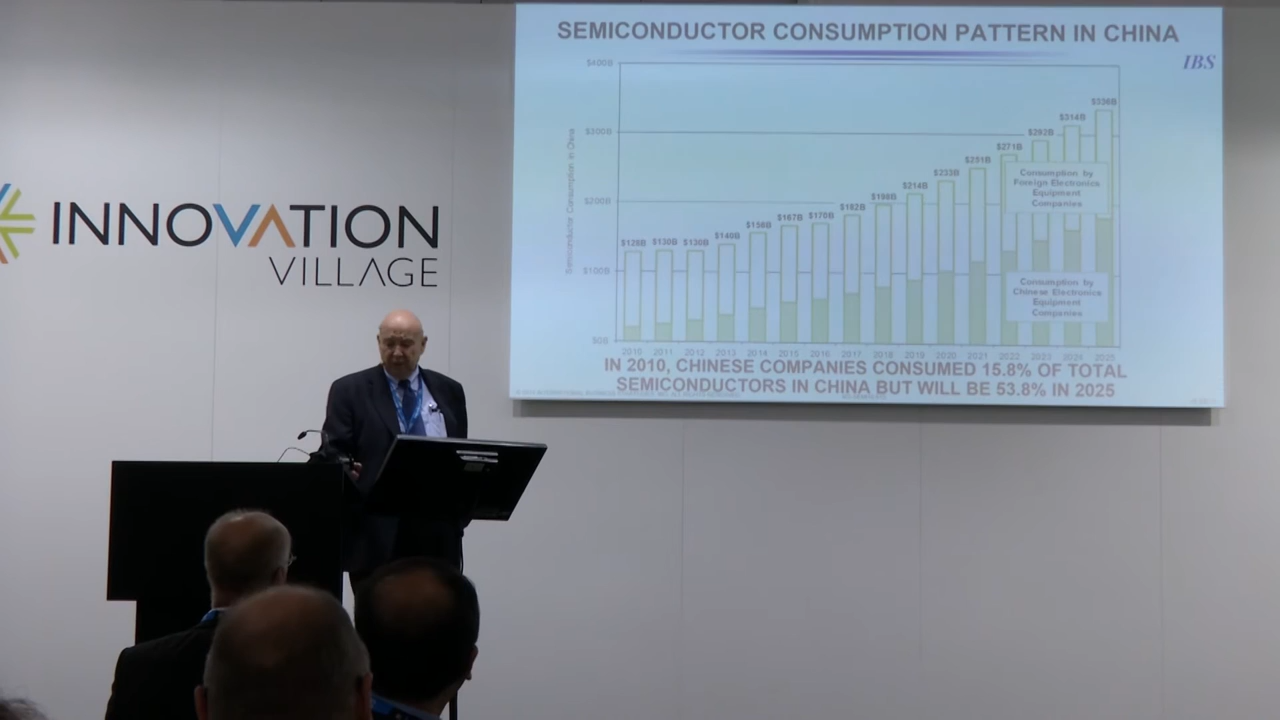 INNOVATION
VILLAGE
SEMICONDUCTOR CONSUMPTION PATTERN IN CHINA
IBS
$400B
$300B
$200B
$100B
$0B
Semiconductor Consumption in China
$128B
$130B
$130B
$140B
$156B
$167B
$170B
$182B
$198B
$214B
$233B
$251B
$271B
$292B
$314B
$336B
Consumption by
Foreign Electronics
Equipment
Companies
Consumption by
Chinese Electronics
Equipment
Companies
2010 2011 2012 2013 2014 2015 2016 2017 2018 2019 2020 2021 2022 2023 2024 2025
IN 2010, CHINESE COMPANIES CONSUMED 15.8% OF TOTAL
SEMICONDUCTORS IN CHINA BUT WILL BE 53.8% IN 2025